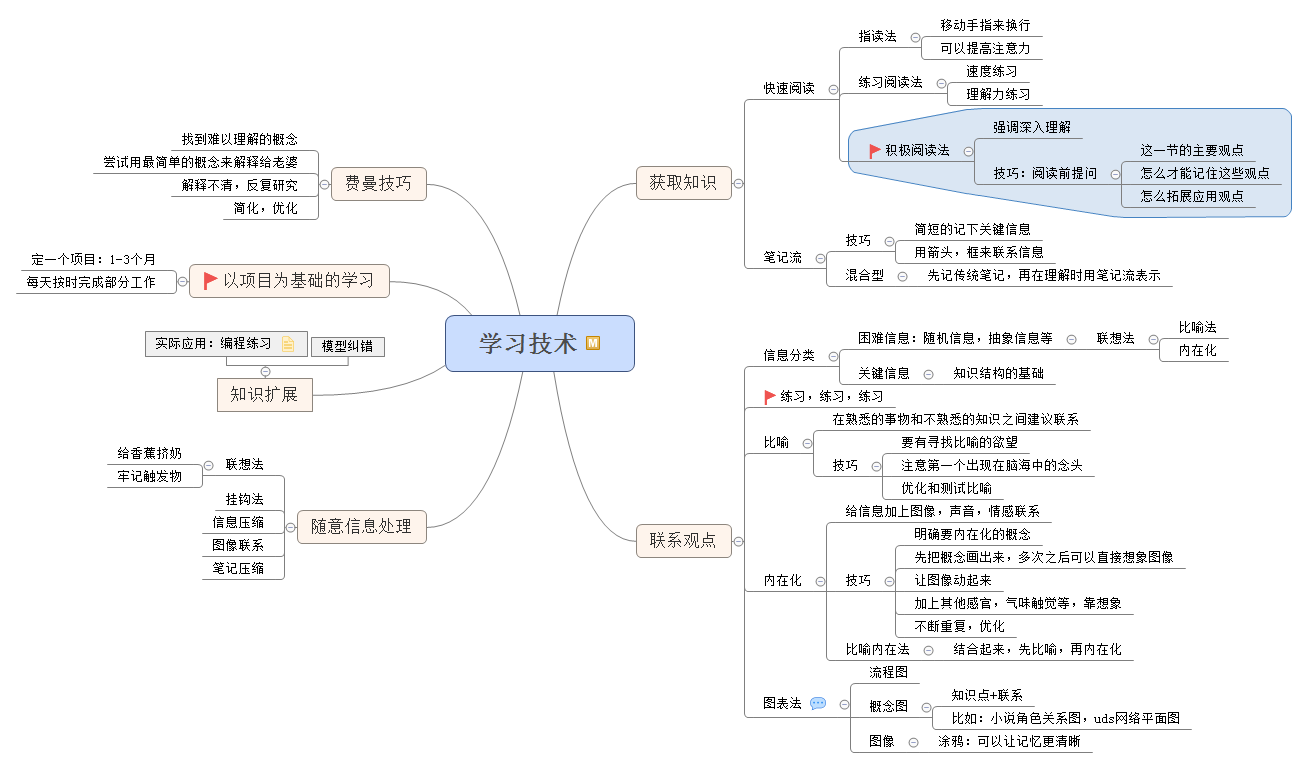 学习技术
M
获取知识
快速阅读
指读法
移动手指来换行
可以提高注意力
练习阅读法
速度练习
理解力练习
积极阅读法
强调深入理解
技巧：阅读前提问
这一节的主要观点
怎么才能记住这些观点
怎么拓展应用观点
笔记流
技巧
简短的记下关键信息
用箭头，框来联系信息
混合型
先记传统笔记，再在理解时用笔记流表示
联系观点
信息分类
困难信息：随机信息，抽象信息等
联想法
比喻法
内在化
关键信息
知识结构的基础
练习，练习，练习
比喻
在熟悉的事物和不熟悉的知识之间建议联系
技巧
要有寻找比喻的欲望
注意第一个出现在脑海中的念头
优化和测试比喻
内在化
给信息加上图像，声音，情感联系
技巧
明确要内在化的概念
先把概念画出来，多次之后可以直接想象图像
让图像动起来
加上其他感官，气味触觉等，靠想象
不断重复，优化
比喻内在法
结合起来，先比喻，再内在化
图表法
流程图
概念图
知识点+联系
比如：小说角色关系图，uds网络平面图
图像
涂鸦：可以让记忆更清晰
费曼技巧
找到难以理解的概念
尝试用最简单的概念来解释给老婆
解释不清，反复研究
简化，优化
以项目为基础的学习
定一个项目：1-3个月
每天按时完成部分工作
知识扩展
实际应用：编程练习
模型纠错
随意信息处理
联想法
给香蕉挤奶
牢记触发物
挂钩法
信息压缩
图像联系
笔记压缩